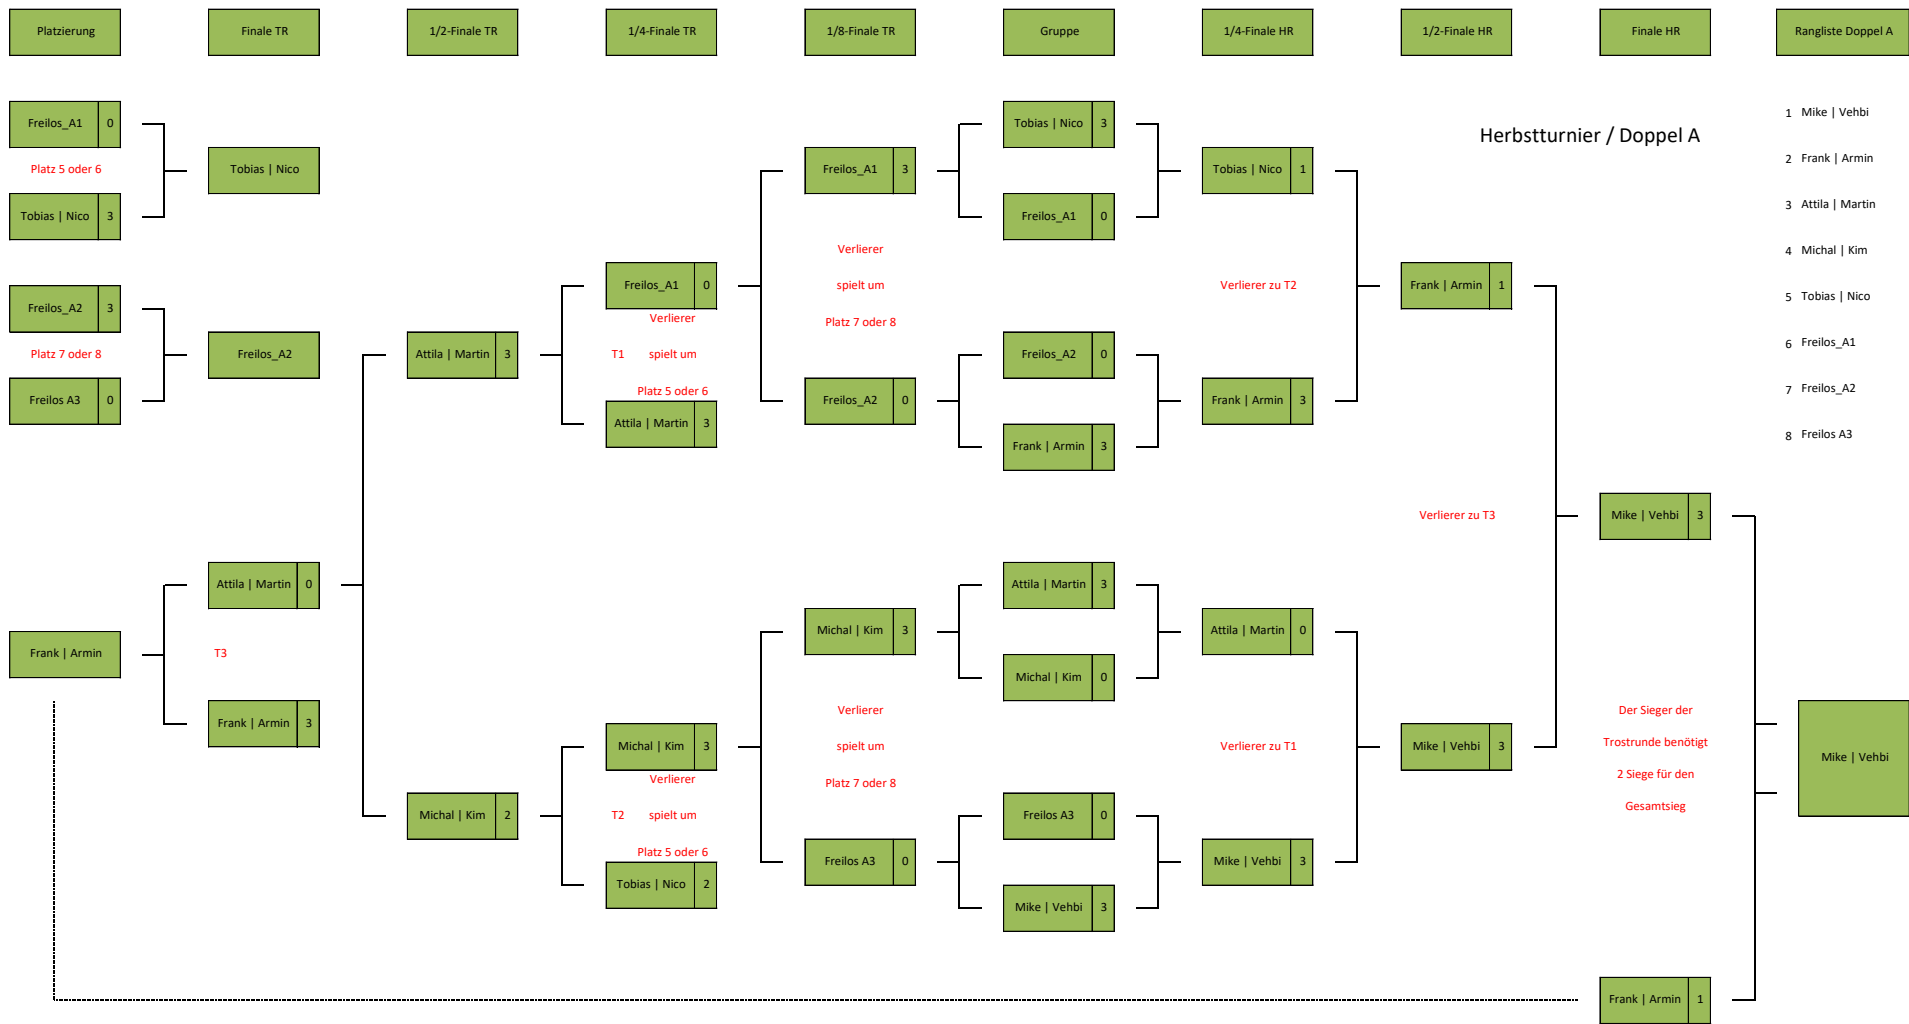 Platzierung
Finale TR
1/2-Finale TR
1/4-Finale TR
1/8-Finale TR
Gruppe
1/4-Finale HR
1/2-Finale HR
Finale HR
Rangliste Doppel A
Herbstturnier / Doppel A
Freilos_A1 0
Platz 5 oder 6
Tobias | Nico 3
Freilos_A2 3
Platz 7 oder 8
Freilos A3 0
Frank | Armin
Tobias | Nico
Freilos_A2
Attila | Martin 0
T3
Frank | Armin 3
Attila | Martin 3
Michal | Kim 2
Freilos_A1 0
Verlierer
T1 spielt um
Platz 5 oder 6
Attila | Martin 3
Michal | Kim 3
Verlierer
T2 spielt um
Platz 5 oder 6
Tobias | Nico 2
Freilos_A1 3
Verlierer
spielt um
Platz 7 oder 8
Freilos_A2 0
Michal | Kim 3
Verlierer
spielt um
Platz 7 oder 8
Freilos A3 0
Tobias | Nico 3
Freilos_A1 0
Freilos_A2 0
Frank | Armin 3
Attila | Martin 3
Michal | Kim 0
Freilos A3 0
Mike | Vehbi 3
Tobias | Nico 1
Verlierer zu T2
Frank | Armin 3
Attila | Martin 0
Verlierer zu T1
Mike | Vehbi 3
Frank | Armin 1
Verlierer zu T3
Mike | Vehbi 3
Mike | Vehbi 3
Der Sieger der
Trostrunde benötigt
2 Siege für den
Gesamtsieg
Frank | Armin 1
1 Mike | Vehbi
2 Frank | Armin
3 Attila | Martin
4 Michal | Kim
5 Tobias | Nico
6 Freilos_A1
7 Freilos_A2
8 Freilos A3
Mike | Vehbi